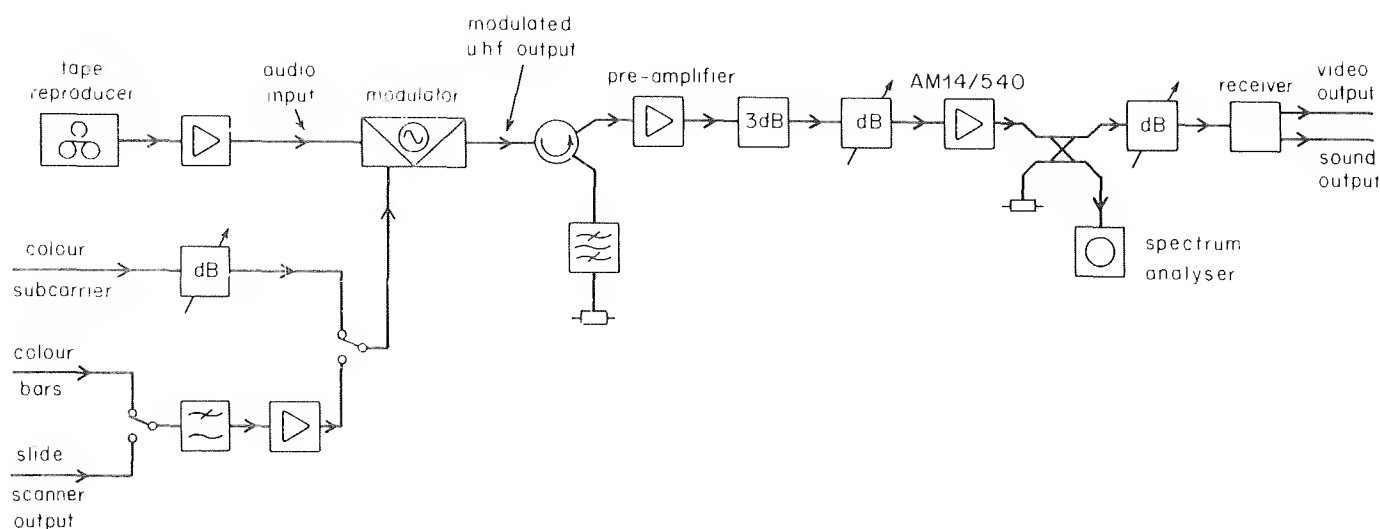 tape
reproducer
audio
input
modulator
modulated
uhf output
pre-amplifier
3dB
dB
AM14/540
dB
receiver
video
output
sound
output
spectrum
analyser
colour
subcarrier
dB
colour
bars
slide
scanner
output